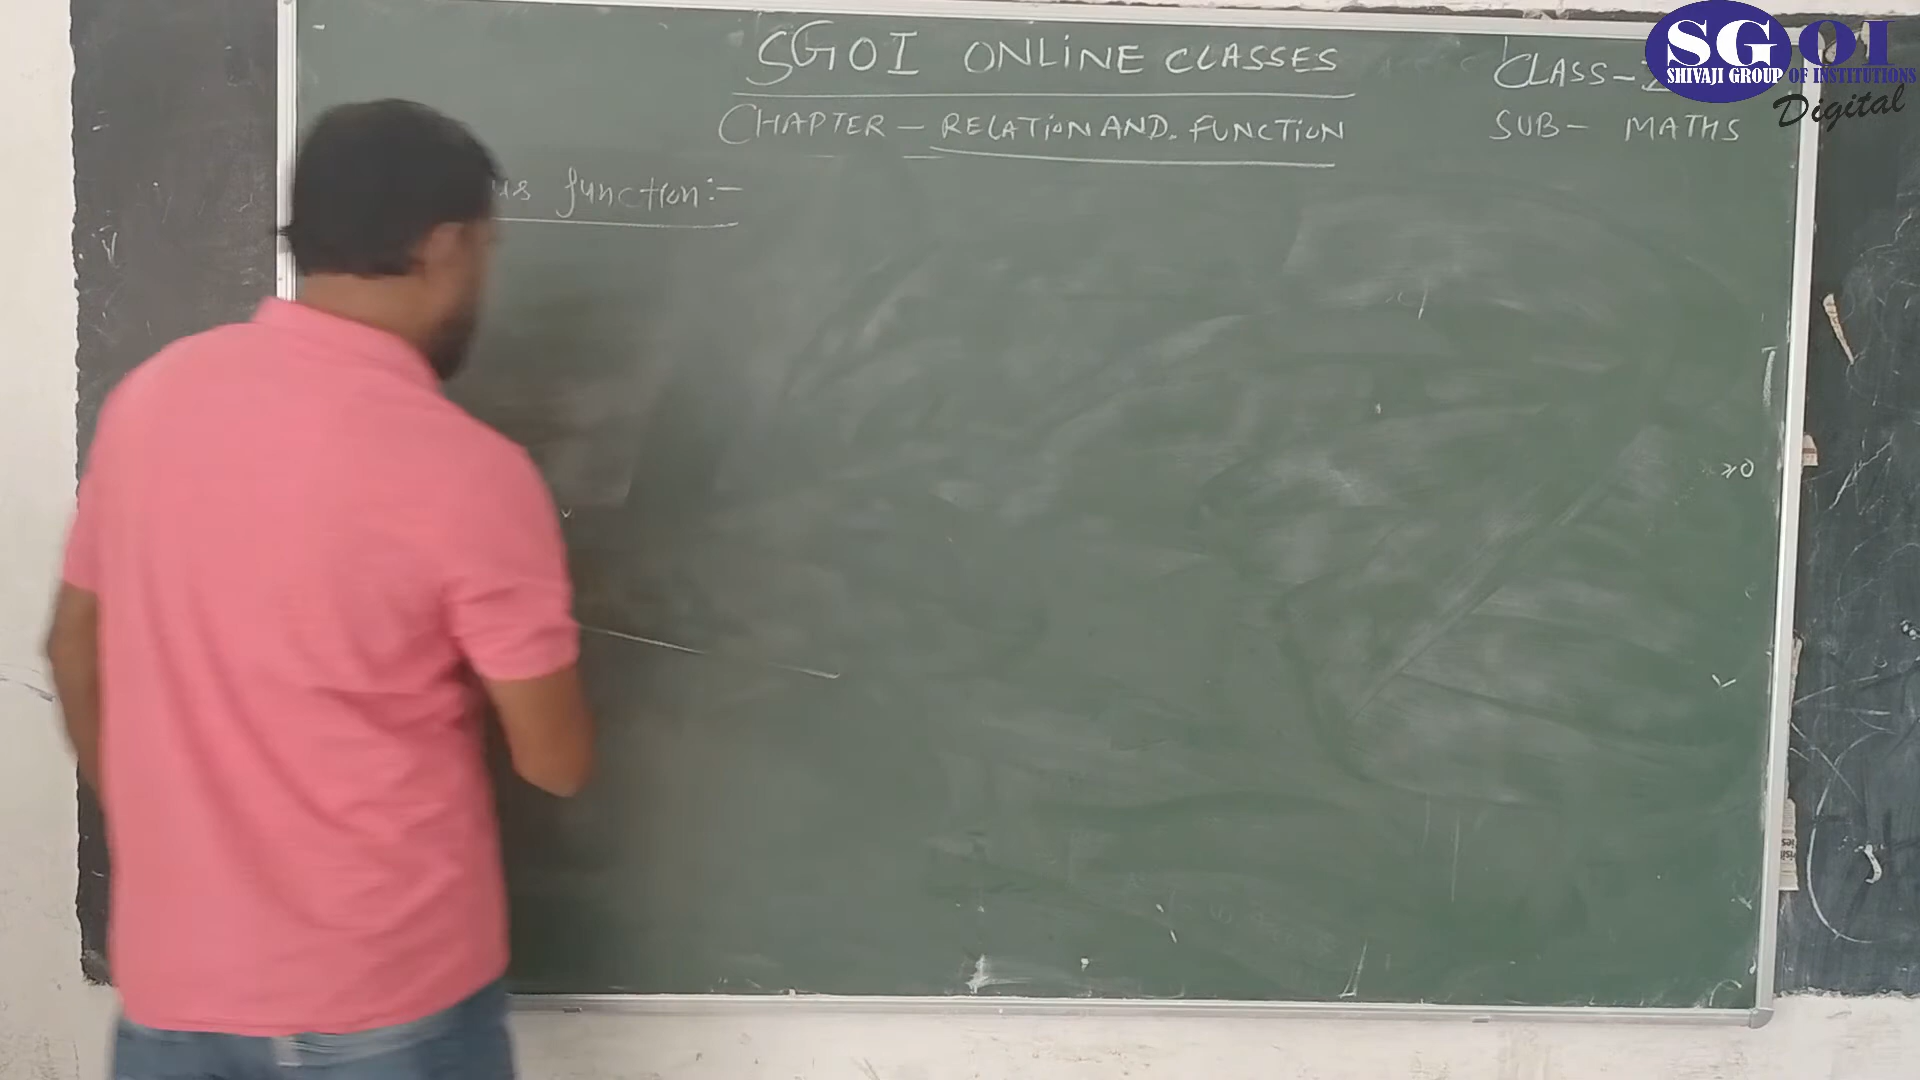 SGOI ONLINE CLASSES
CHAPTER - RELATION AND FUNCTION
CLASS-
SUB- MATHS
SGOI
SHIVAJI GROUP OF INSTITUTIONS
Digital
function:-